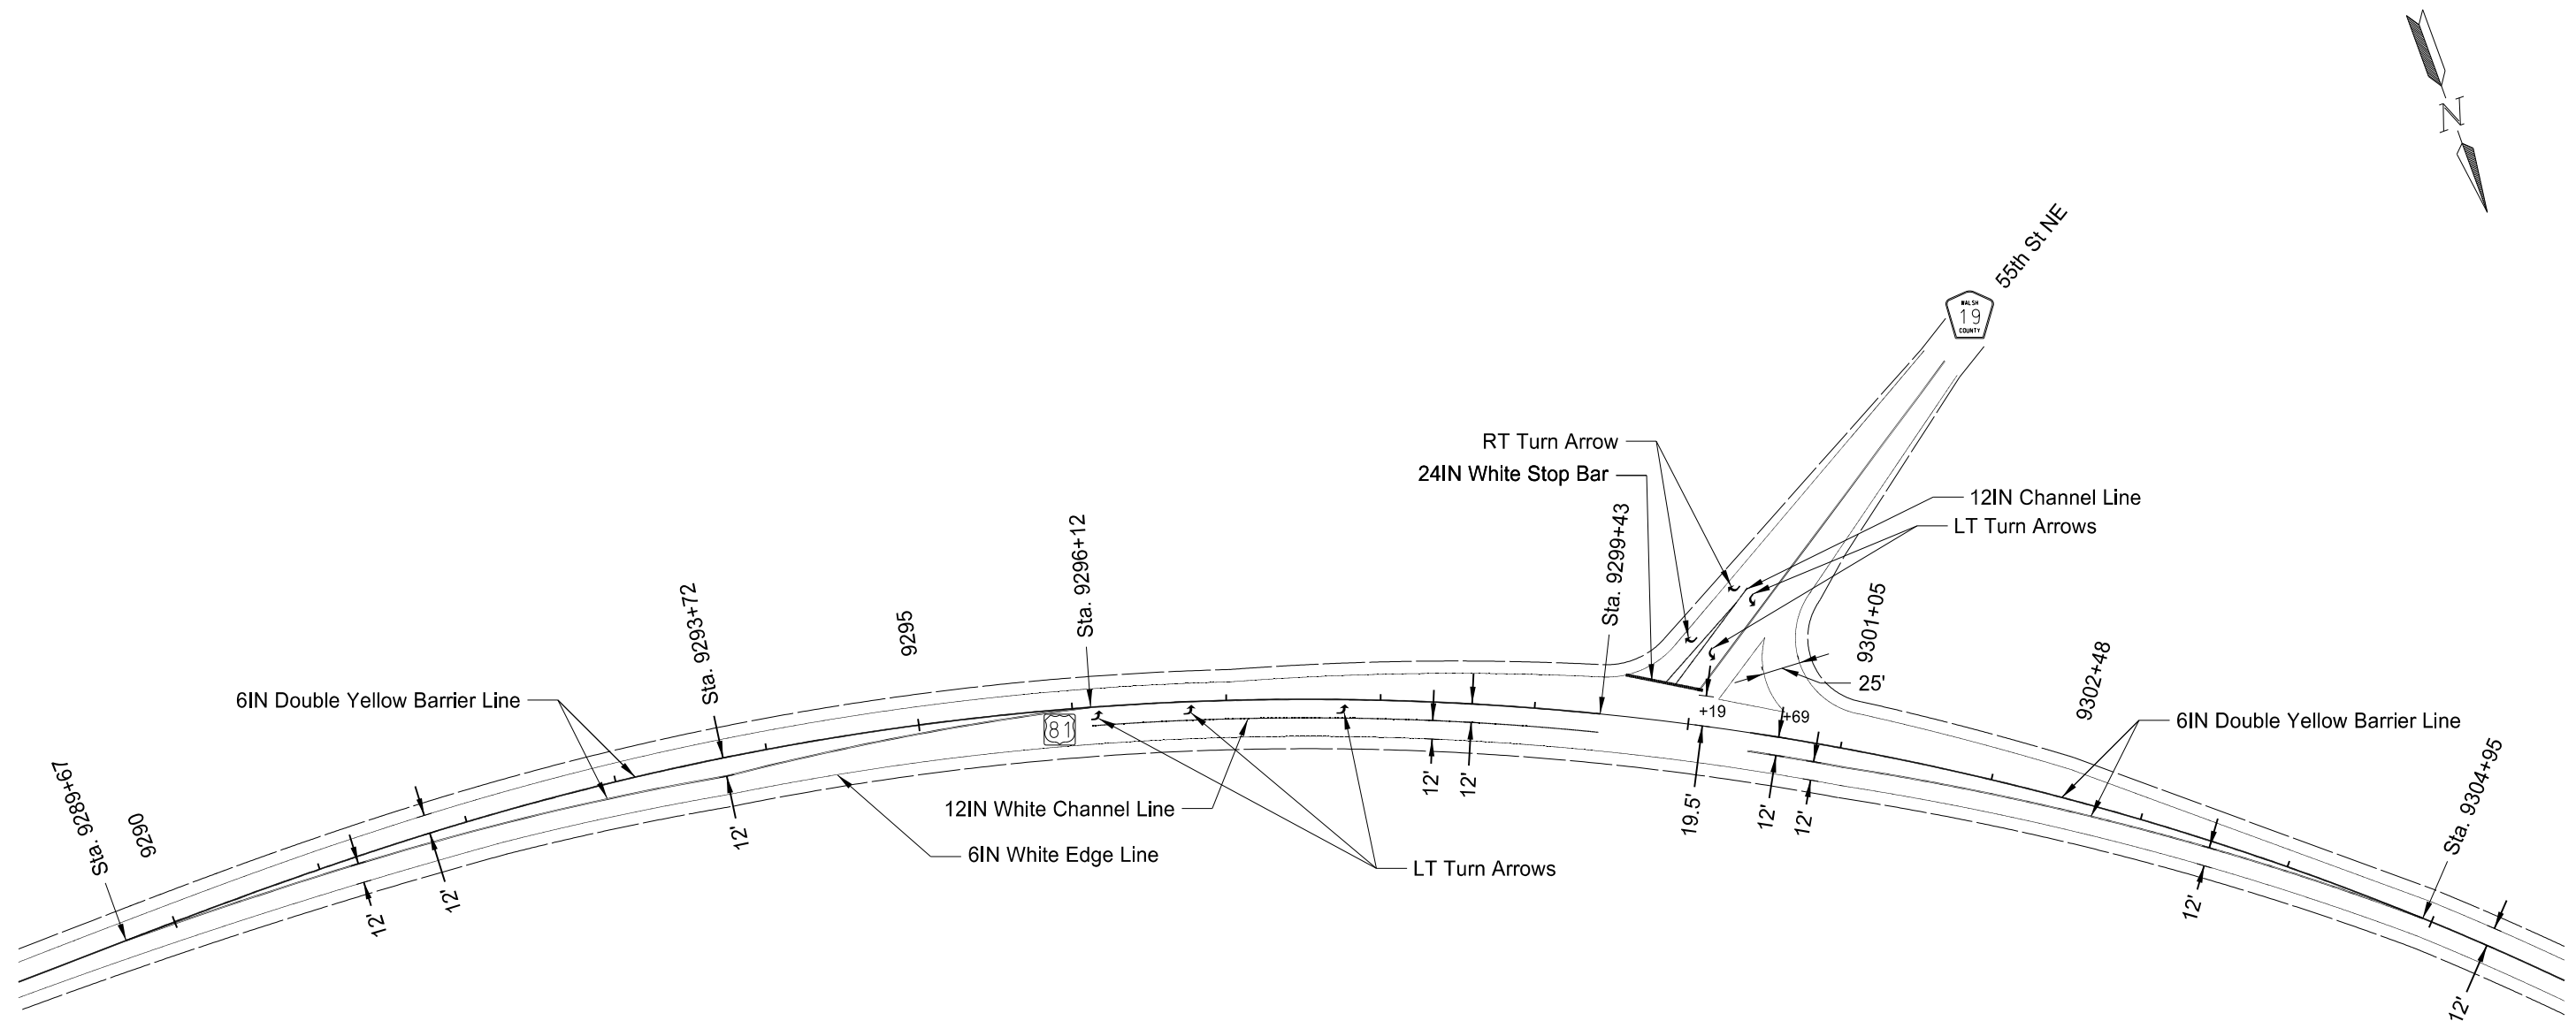 N
55th St NE
WALSH
19
COUNTY
RT Turn Arrow
24IN White Stop Bar
12IN Channel Line
LT Turn Arrows
Sta. 9299+43
Sta. 9296+12
9301+05
25'
Sta. 9293+72
9295
9302+48
6IN Double Yellow Barrier Line
+19
+69
6IN Double Yellow Barrier Line
81
Sta. 9289+67
9290
Sta. 9304+95
12IN White Channel Line
12'
12'
19.5'
12'
12'
12'
6IN White Edge Line
LT Turn Arrows
12'
12'
12'
12'